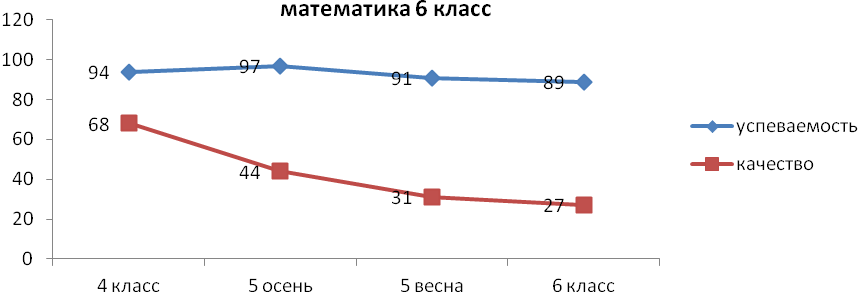 математика 6 класс
120
100
80
60
40
20
0
94
97
91
89
68
44
31
27
4 класс
5 осень
5 весна
6 класс
успеваемость
качество